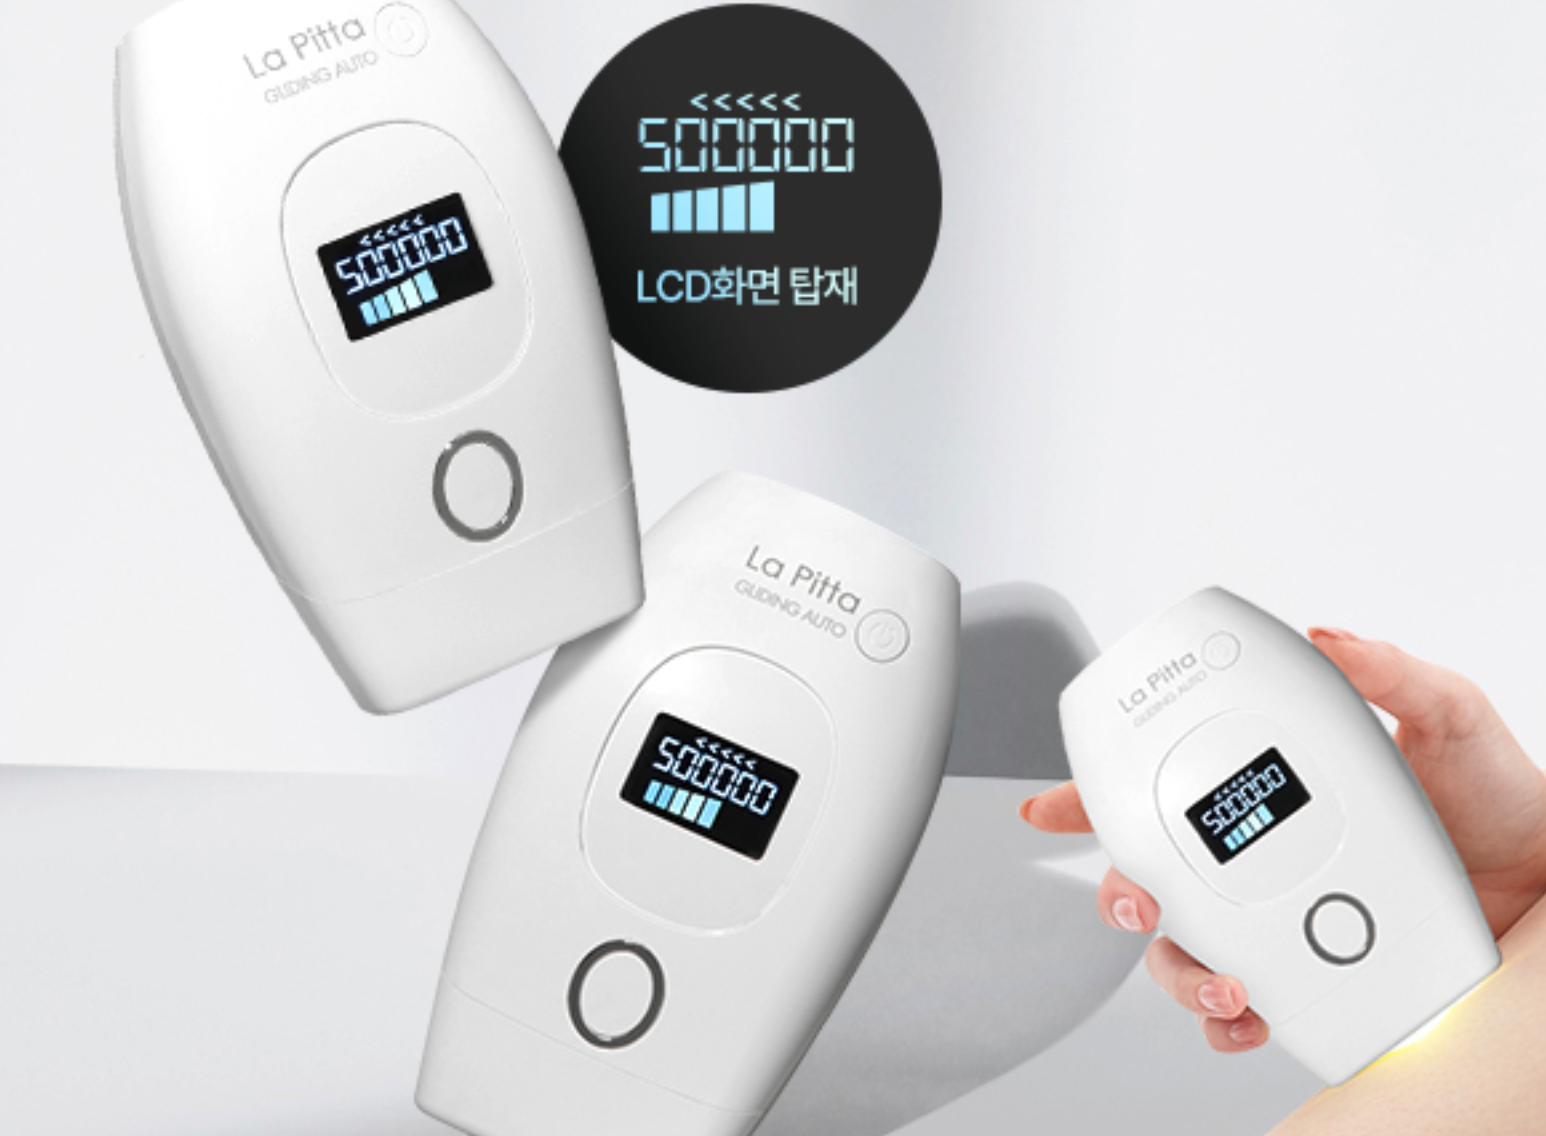 La Pitta
GLIDING AUTO
<<<<<
500000
<<<<<
500000
LCD화면 탑재
La Pitta
GLIDING AUTO
<<<<<
500000
La Pitta
GLIDING AUTO
<<<<<
500000